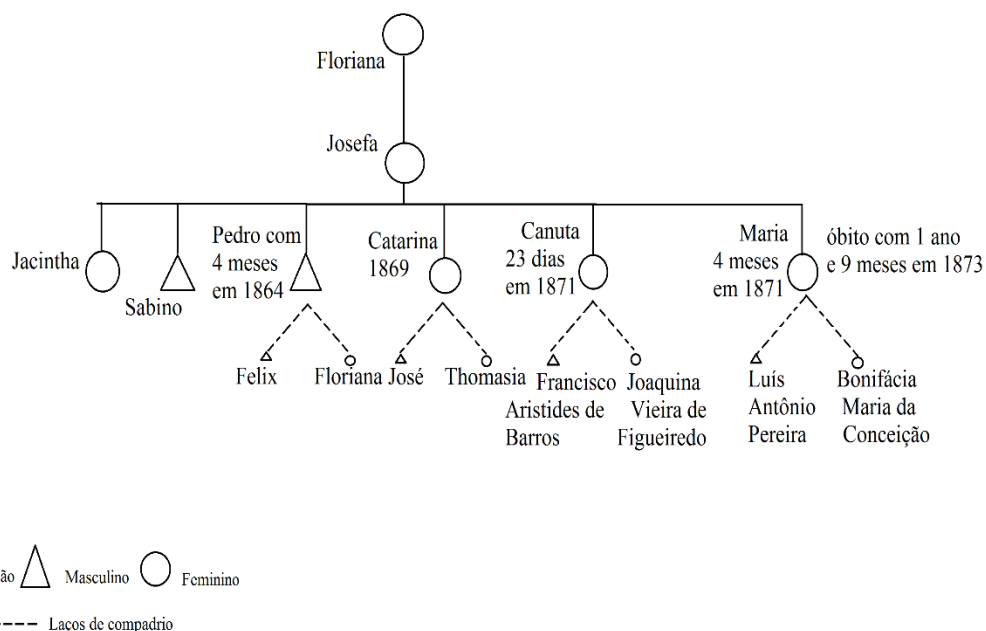 Floriana
Josefa
Jacintha
Sabino
Pedro com
4 meses
em 1864
Catarina
1869
Canuta
23 dias
em 1871
Maria
4 meses
em 1871
óbito com 1 ano
e 9 meses em 1873
Felix
Floriana
José
Thomasia
Francisco
Aristides de
Barros
Joaquina
Vieira de
Figueiredo
Luís
Antônio
Pereira
Bonifácia
Maria da
Conceição
ão Masculino Feminino
Laços de compadrio